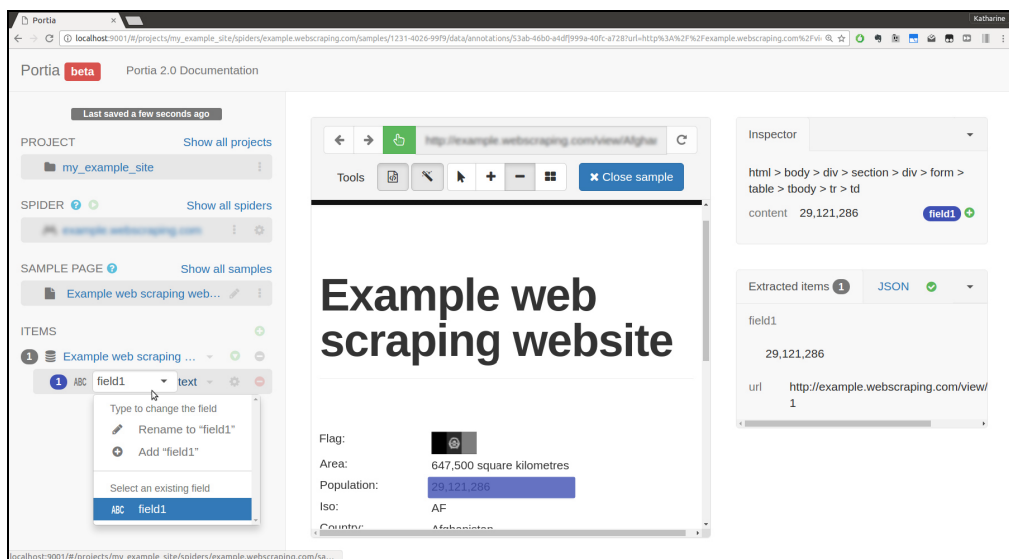 Portia
Katharine
localhost:9001/#/projects/my_example_site/spiders/example.webscraping.com/samples/1231-4026-99f9/data/annotations/53ab-46b0-a4df|999a-40fc-a728?url=http%3A%2F%2Fexample.webscraping.com%2Fvi
Portia beta Portia 2.0 Documentation
Last saved a few seconds ago
PROJECT Show all projects
my_example_site
SPIDER Show all spiders
example.webscraping.com
SAMPLE PAGE Show all samples
Example web scraping web...
ITEMS
1 Example web scraping ...
1 ABC field1 text
Type to change the field
Rename to "field1"
Add "field1"
Select an existing field
ABC field1
http://example.webscraping.com/view/Afghan
Tools Close sample
Example web
scraping website
Flag:
Area: 647,500 square kilometres
Population: 29,121,286
Iso: AF
Country: Afghanistan
Inspector
html > body > div > section > div > form >
table > tbody > tr > td
content 29,121,286 field1
Extracted items 1 JSON
field1
29,121,286
url http://example.webscraping.com/view/
1
localhost:9001/#/projects/my_example_site/spiders/example.webscraping.com/sa...